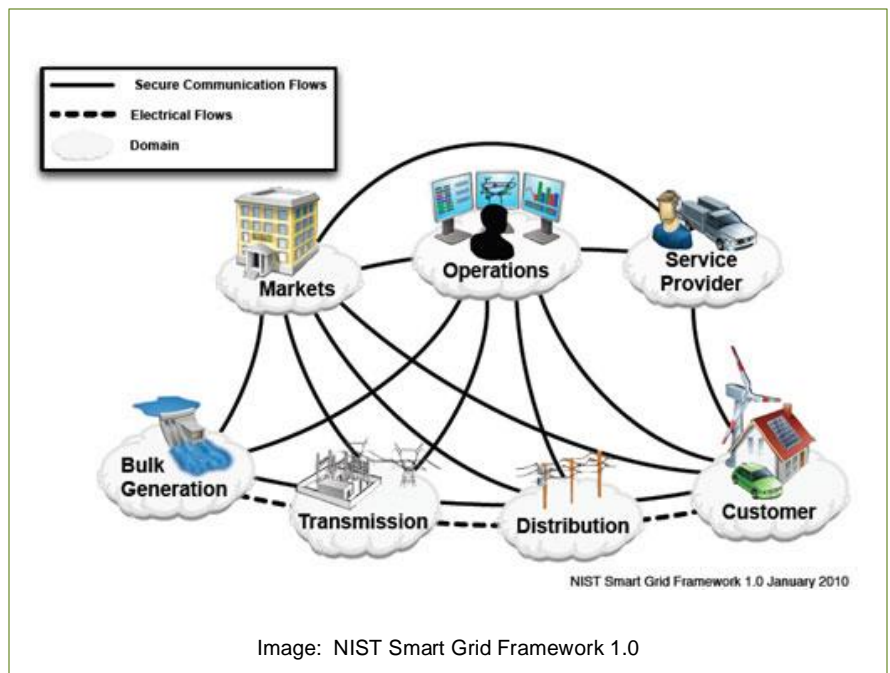 Secure Communication Flows
Electrical Flows
Domain
Markets
Operations
Service
Provider
Bulk
Generation
Transmission
Distribution
Customer
NIST Smart Grid Framework 1.0 January 2010
Image: NIST Smart Grid Framework 1.0